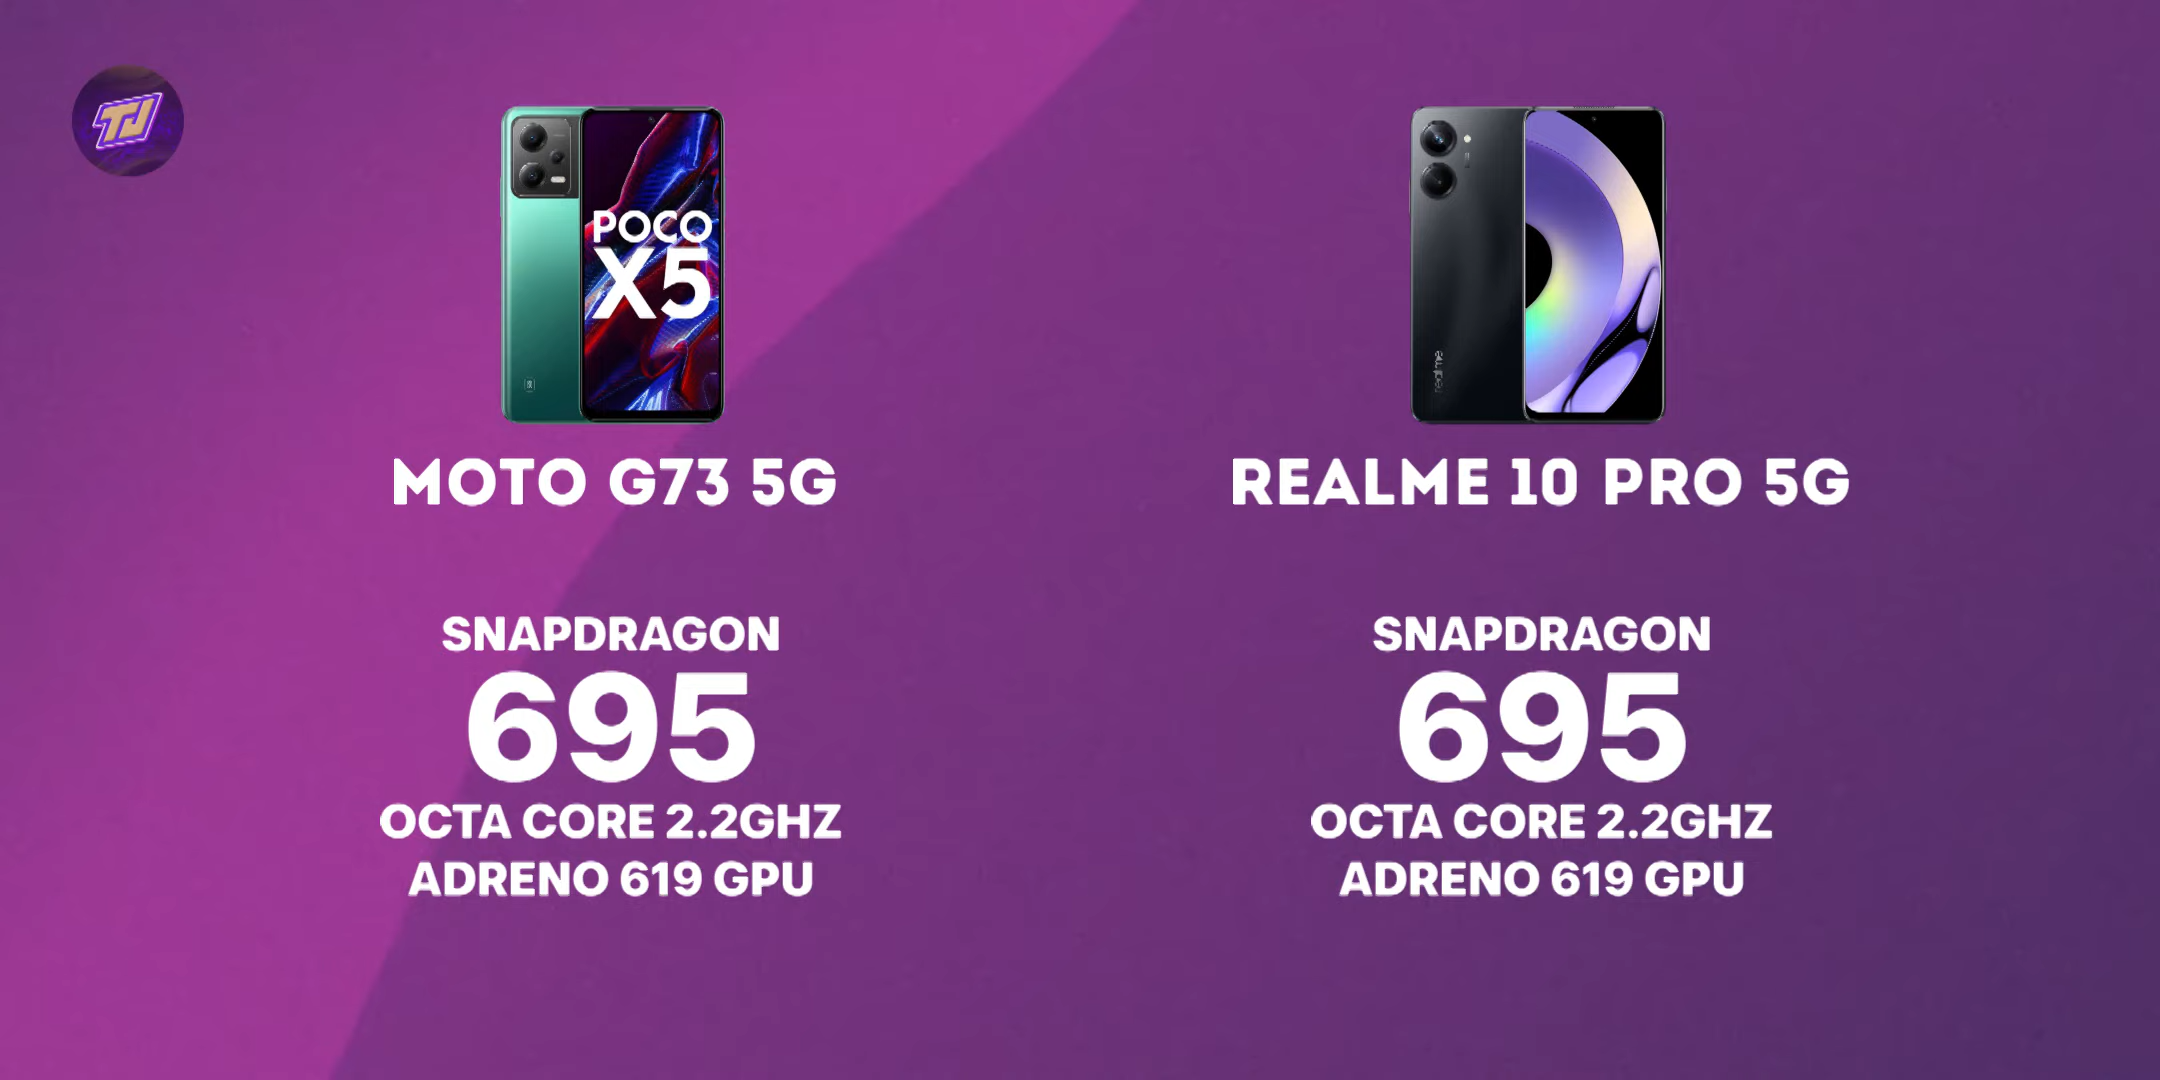 TJ
POCO
X5
realme
MOTO G73 5G
REALME 10 PRO 5G
SNAPDRAGON
695
OCTA CORE 2.2GHZ
ADRENO 619 GPU
SNAPDRAGON
695
OCTA CORE 2.2GHZ
ADRENO 619 GPU